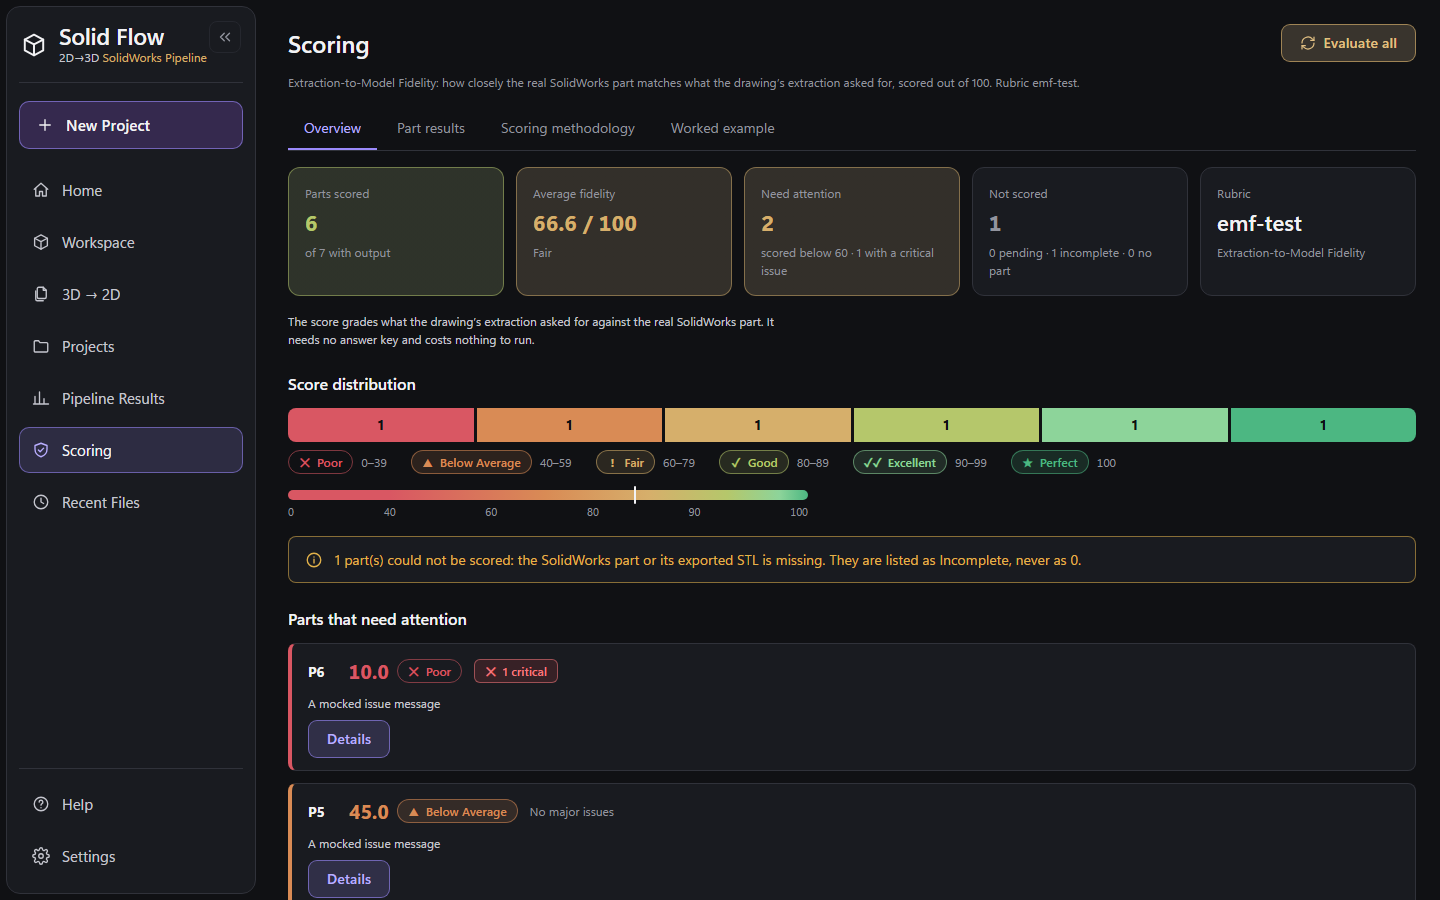 Solid Flow
2D→3D SolidWorks Pipeline
New Project
Home
Workspace
3D → 2D
Projects
Pipeline Results
Scoring
Recent Files
Help
Settings
Scoring
Evaluate all
Extraction-to-Model Fidelity: how closely the real SolidWorks part matches what the drawing's extraction asked for, scored out of 100. Rubric emf-test.
Overview
Part results
Scoring methodology
Worked example
Parts scored
6
of 7 with output
Average fidelity
66.6 / 100
Fair
Need attention
2
scored below 60 · 1 with a critical
issue
Not scored
1
0 pending · 1 incomplete · 0 no
part
Rubric
emf-test
Extraction-to-Model Fidelity
The score grades what the drawing's extraction asked for against the real SolidWorks part. It
needs no answer key and costs nothing to run.
Score distribution
1 1 1 1 1 1
Poor 0–39 Below Average 40–59 Fair 60–79 Good 80–89 Excellent 90–99 Perfect 100
0 40 60 80 90 100
1 part(s) could not be scored: the SolidWorks part or its exported STL is missing. They are listed as Incomplete, never as 0.
Parts that need attention
P6 10.0 Poor 1 critical
A mocked issue message
Details
P5 45.0 Below Average No major issues
A mocked issue message
Details